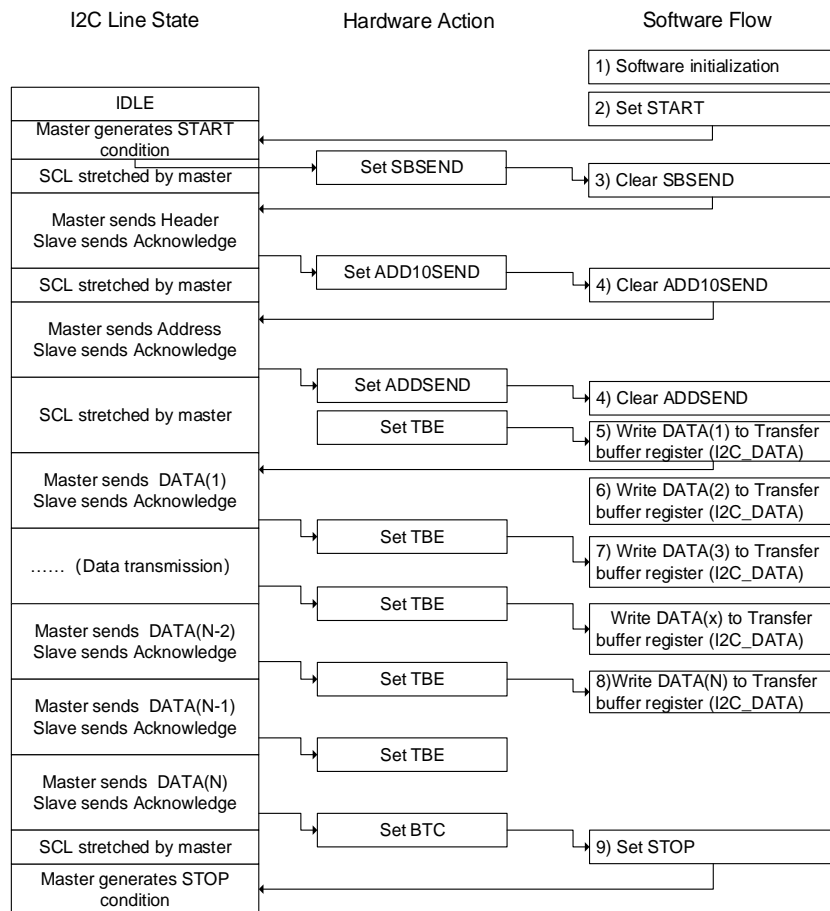 I2C Line State
Hardware Action
Software Flow
1) Software initialization
IDLE
2) Set START
Master generates START
condition
SCL stretched by master
Set SBSEND
3) Clear SBSEND
Master sends Header
Slave sends Acknowledge
SCL stretched by master
Set ADD10SEND
4) Clear ADD10SEND
Master sends Address
Slave sends Acknowledge
SCL stretched by master
Set ADDSEND
4) Clear ADDSEND
Set TBE
5) Write DATA(1) to Transfer
buffer register (I2C_DATA)
Master sends DATA(1)
Slave sends Acknowledge
6) Write DATA(2) to Transfer
buffer register (I2C_DATA)
Set TBE
7) Write DATA(3) to Transfer
buffer register (I2C_DATA)
…… (Data transmission)
Set TBE
Write DATA(x) to Transfer
buffer register (I2C_DATA)
Master sends DATA(N-2)
Slave sends Acknowledge
Set TBE
8)Write DATA(N) to Transfer
buffer register (I2C_DATA)
Master sends DATA(N-1)
Slave sends Acknowledge
Set TBE
Master sends DATA(N)
Slave sends Acknowledge
Set BTC
SCL stretched by master
9) Set STOP
Master generates STOP
condition